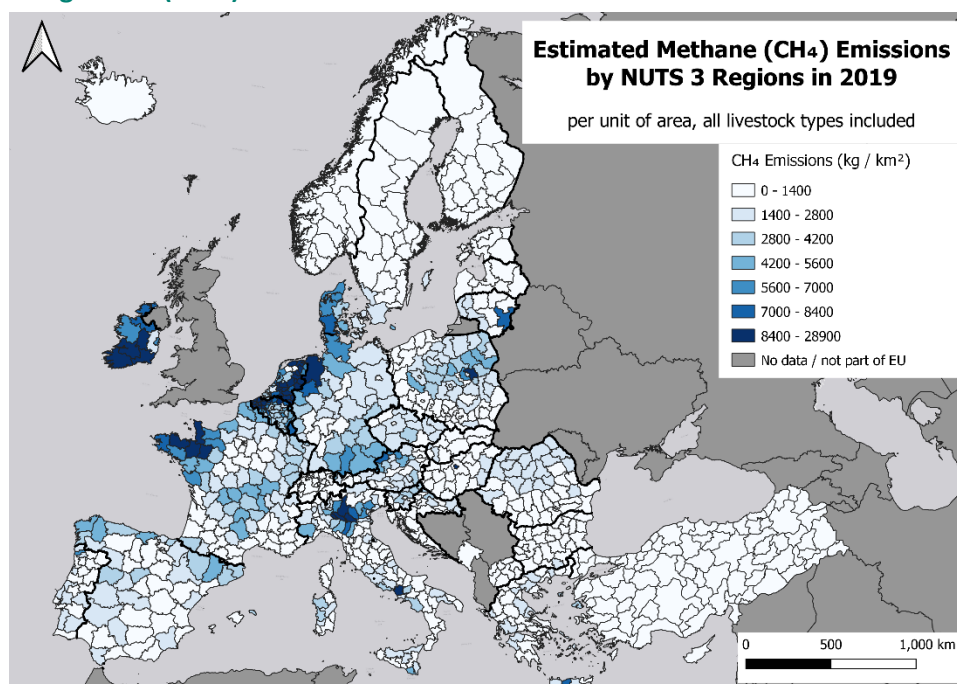 Estimated Methane (CH₄) Emissions
by NUTS 3 Regions in 2019
per unit of area, all livestock types included
CH₄ Emissions (kg / km²)
0 - 1400
1400 - 2800
2800 - 4200
4200 - 5600
5600 - 7000
7000 - 8400
8400 - 28900
No data / not part of EU
0 500 1,000 km